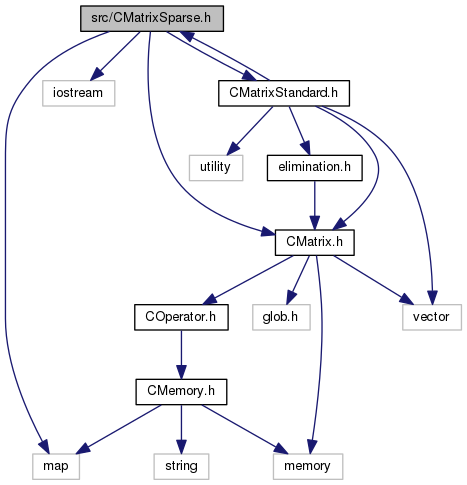 src/CMatrixSparse.h
iostream
CMatrixStandard.h
utility
elimination.h
CMatrix.h
COperator.h
glob.h
vector
CMemory.h
map
string
memory